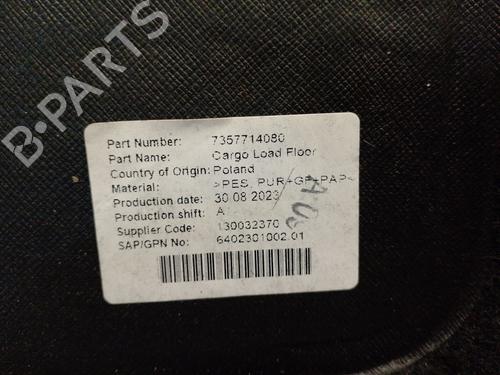 B-PARTS
Part Number: 7357714080
Part Name: Cargo Load Floor
Country of Origin: Poland
Material: >PES, PUR+GF+PAP<
Production date: 30.08.2023
Production shift: A
Supplier Code: 130032370
SAP/GPN No: 6402301002.01